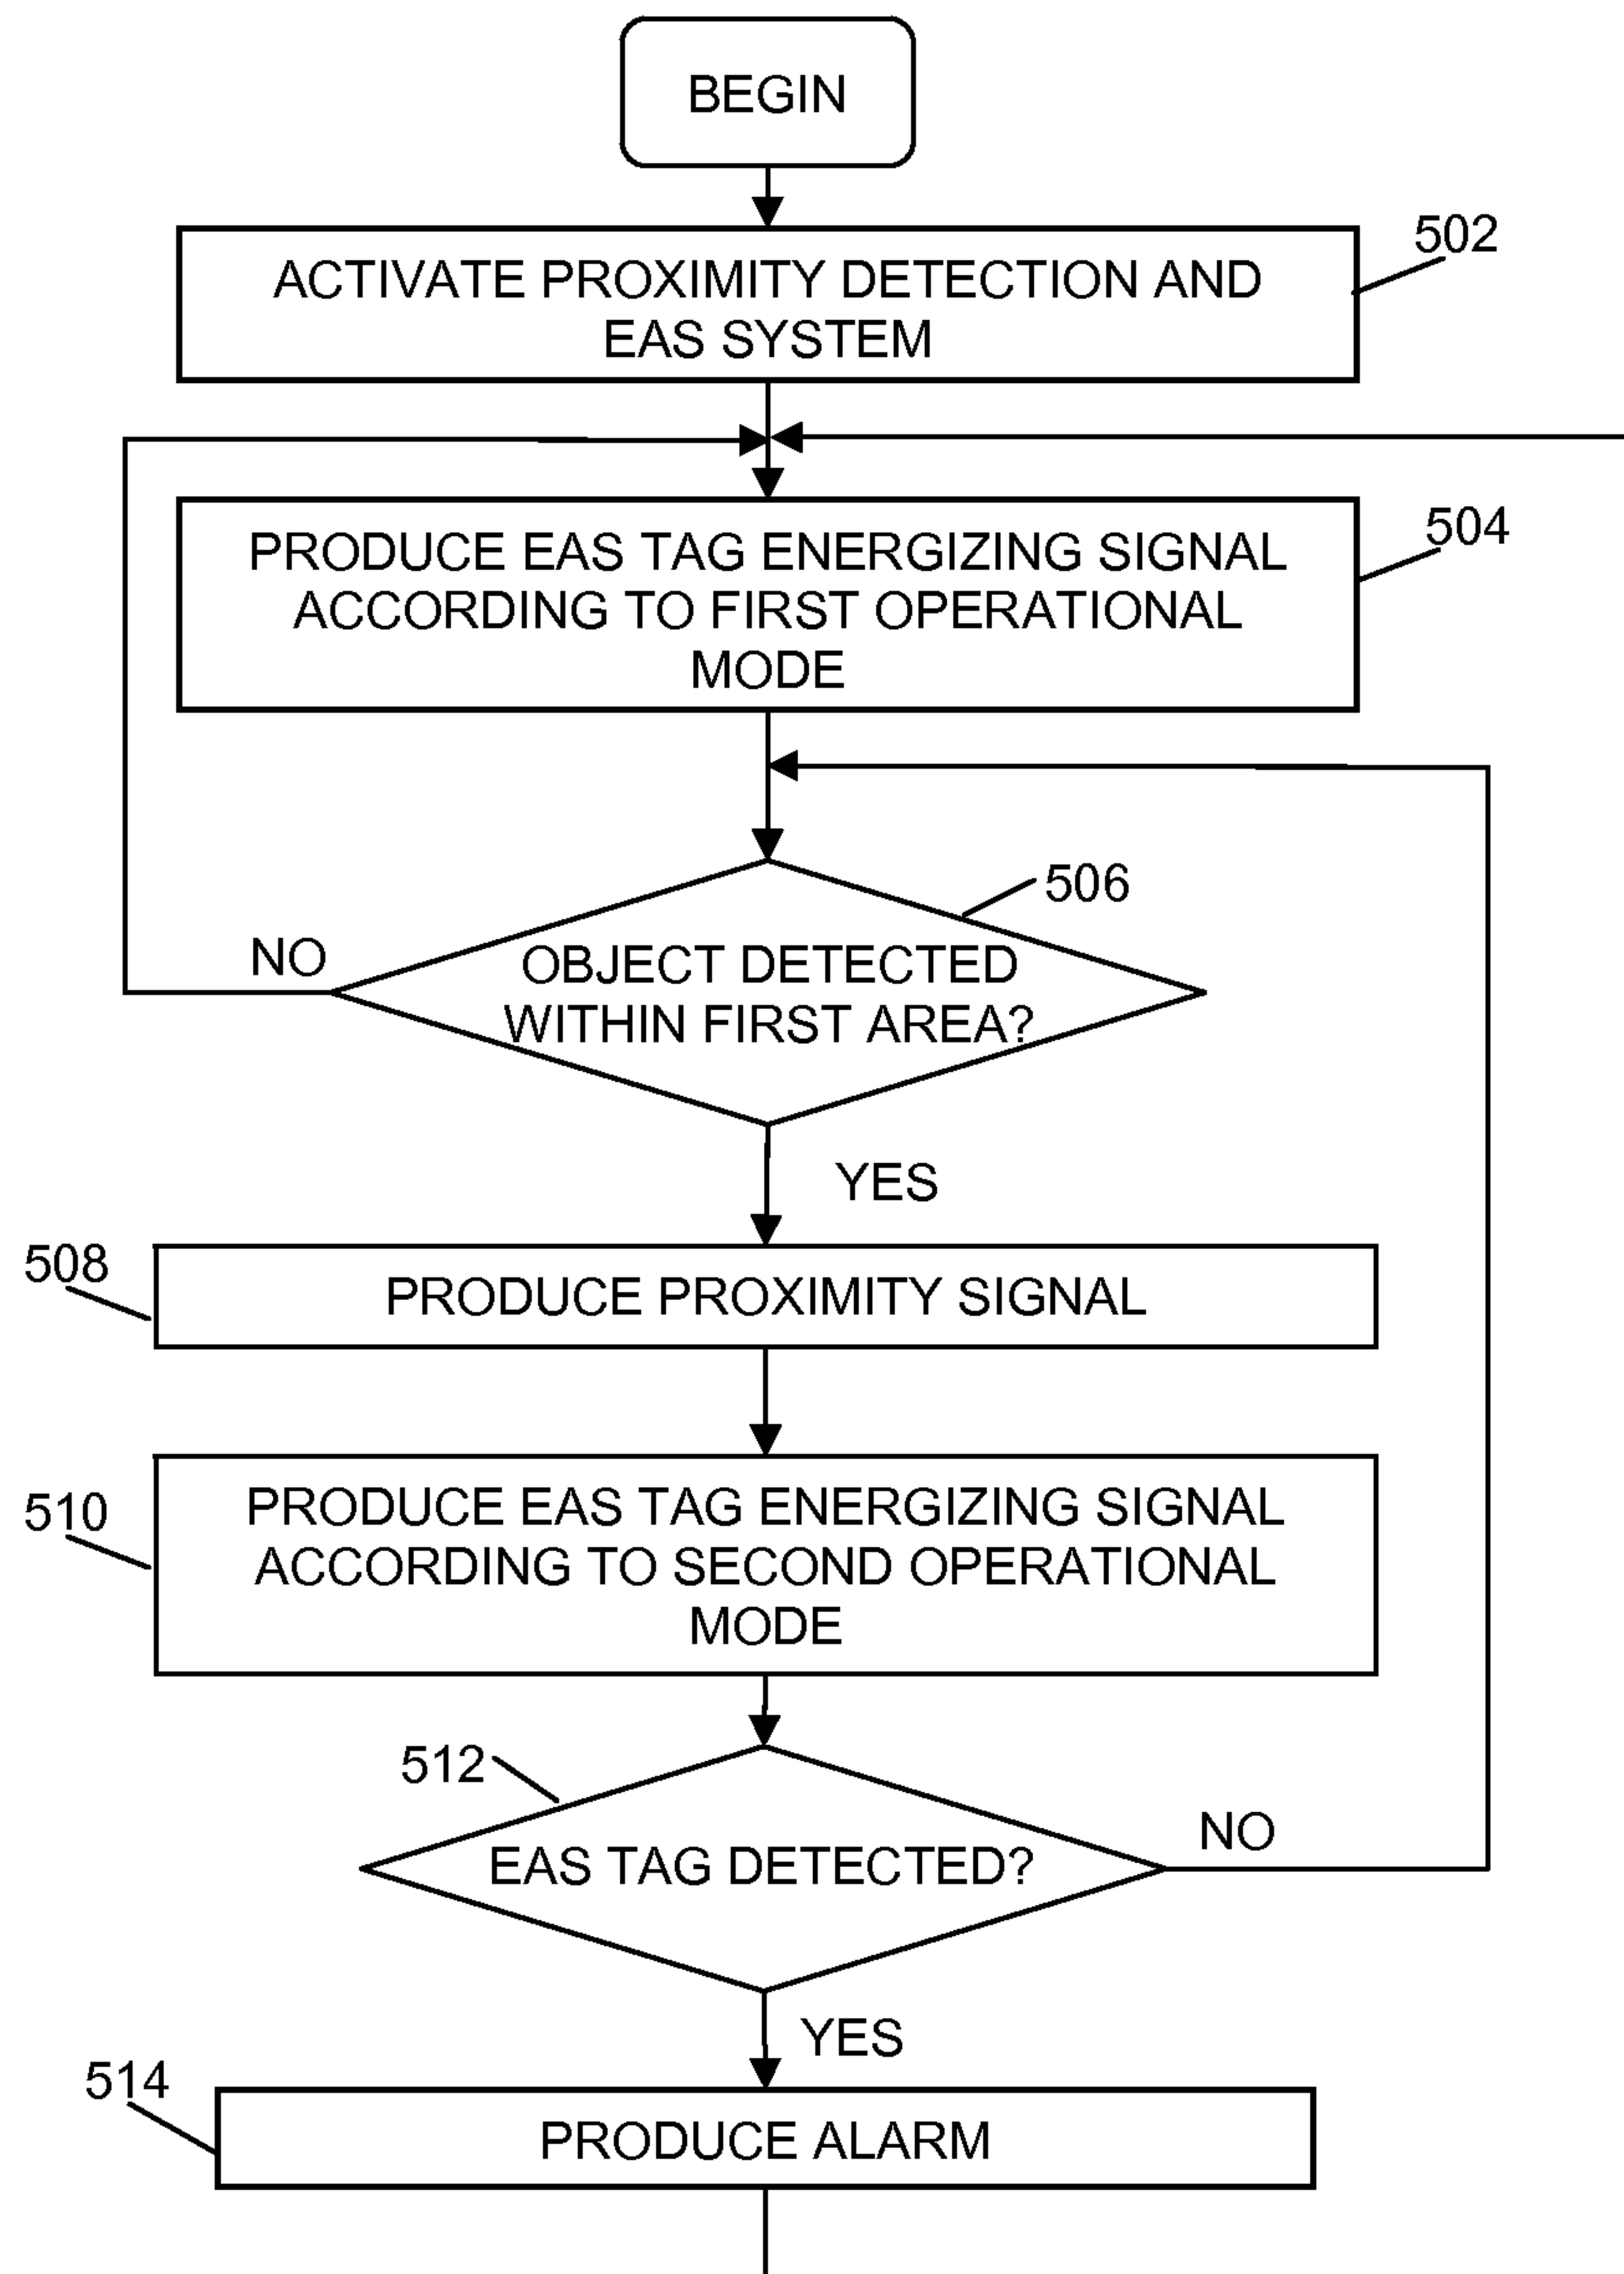 BEGIN
502
ACTIVATE PROXIMITY DETECTION AND
EAS SYSTEM
504
PRODUCE EAS TAG ENERGIZING SIGNAL
ACCORDING TO FIRST OPERATIONAL
MODE
506
NO
OBJECT DETECTED
WITHIN FIRST AREA?
YES
508
PRODUCE PROXIMITY SIGNAL
510
PRODUCE EAS TAG ENERGIZING SIGNAL
ACCORDING TO SECOND OPERATIONAL
MODE
512
NO
EAS TAG DETECTED?
YES
514
PRODUCE ALARM